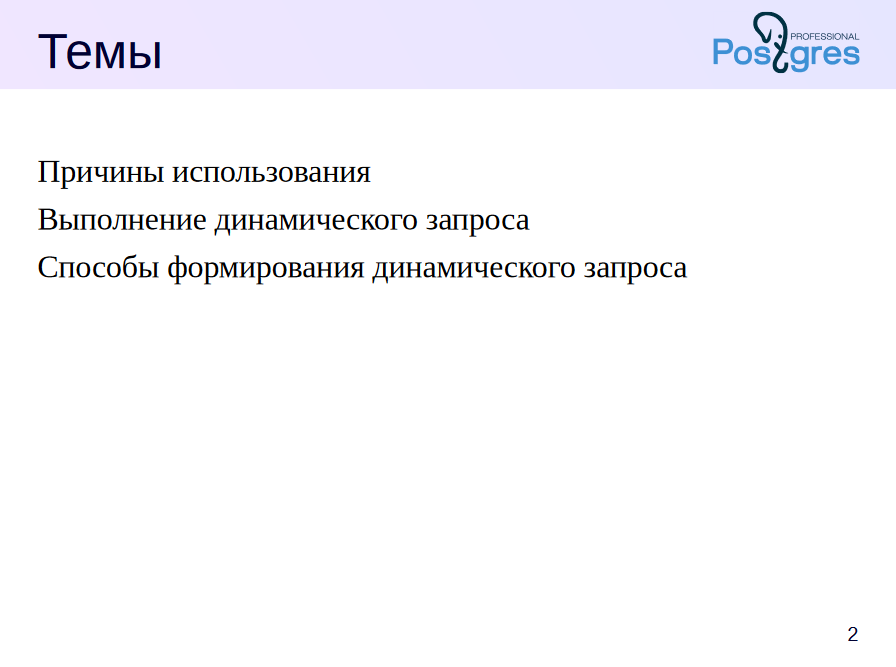 Темы
PROFESSIONAL
Postgres
Причины использования
Выполнение динамического запроса
Способы формирования динамического запроса
2